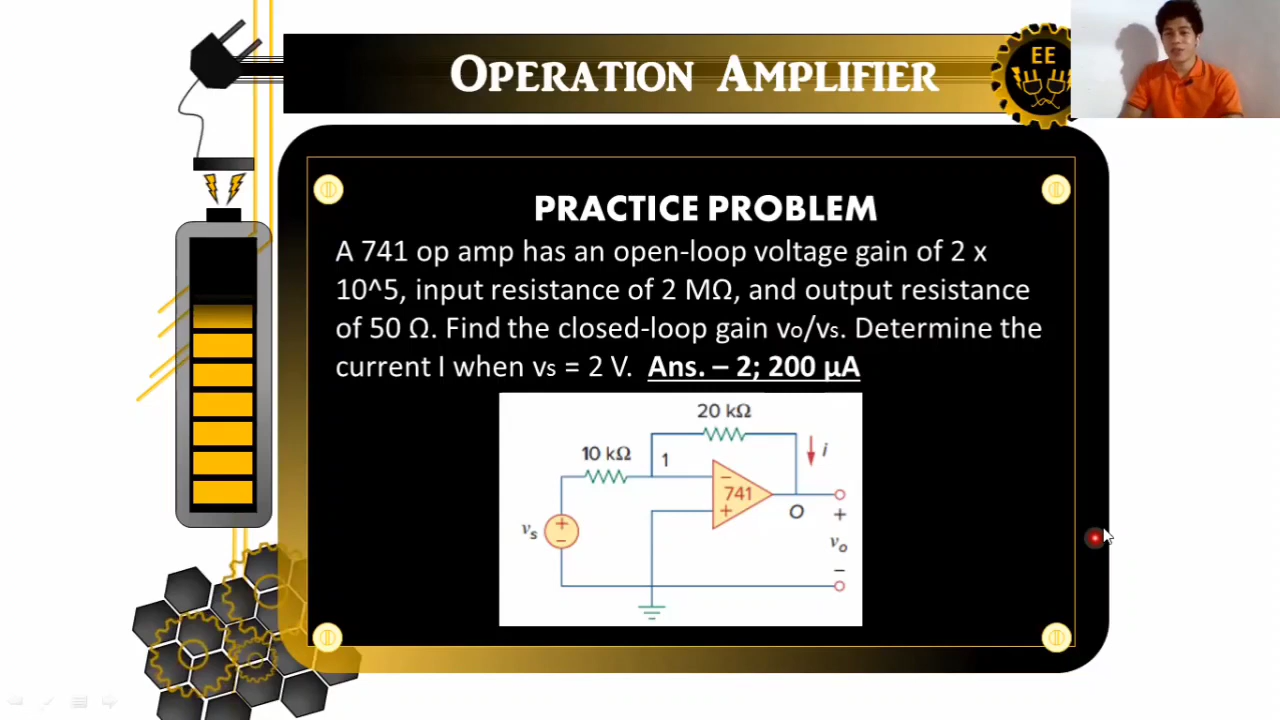 OPERATION AMPLIFIER
EE
PRACTICE PROBLEM
A 741 op amp has an open-loop voltage gain of 2 x
10^5, input resistance of 2 MΩ, and output resistance
of 50 Ω. Find the closed-loop gain vo/vs. Determine the
current I when vs = 2 V. Ans. – 2; 200 µA
20 kΩ
10 kΩ
1
i
−
741
+
O
+
vs
+
−
vo
−